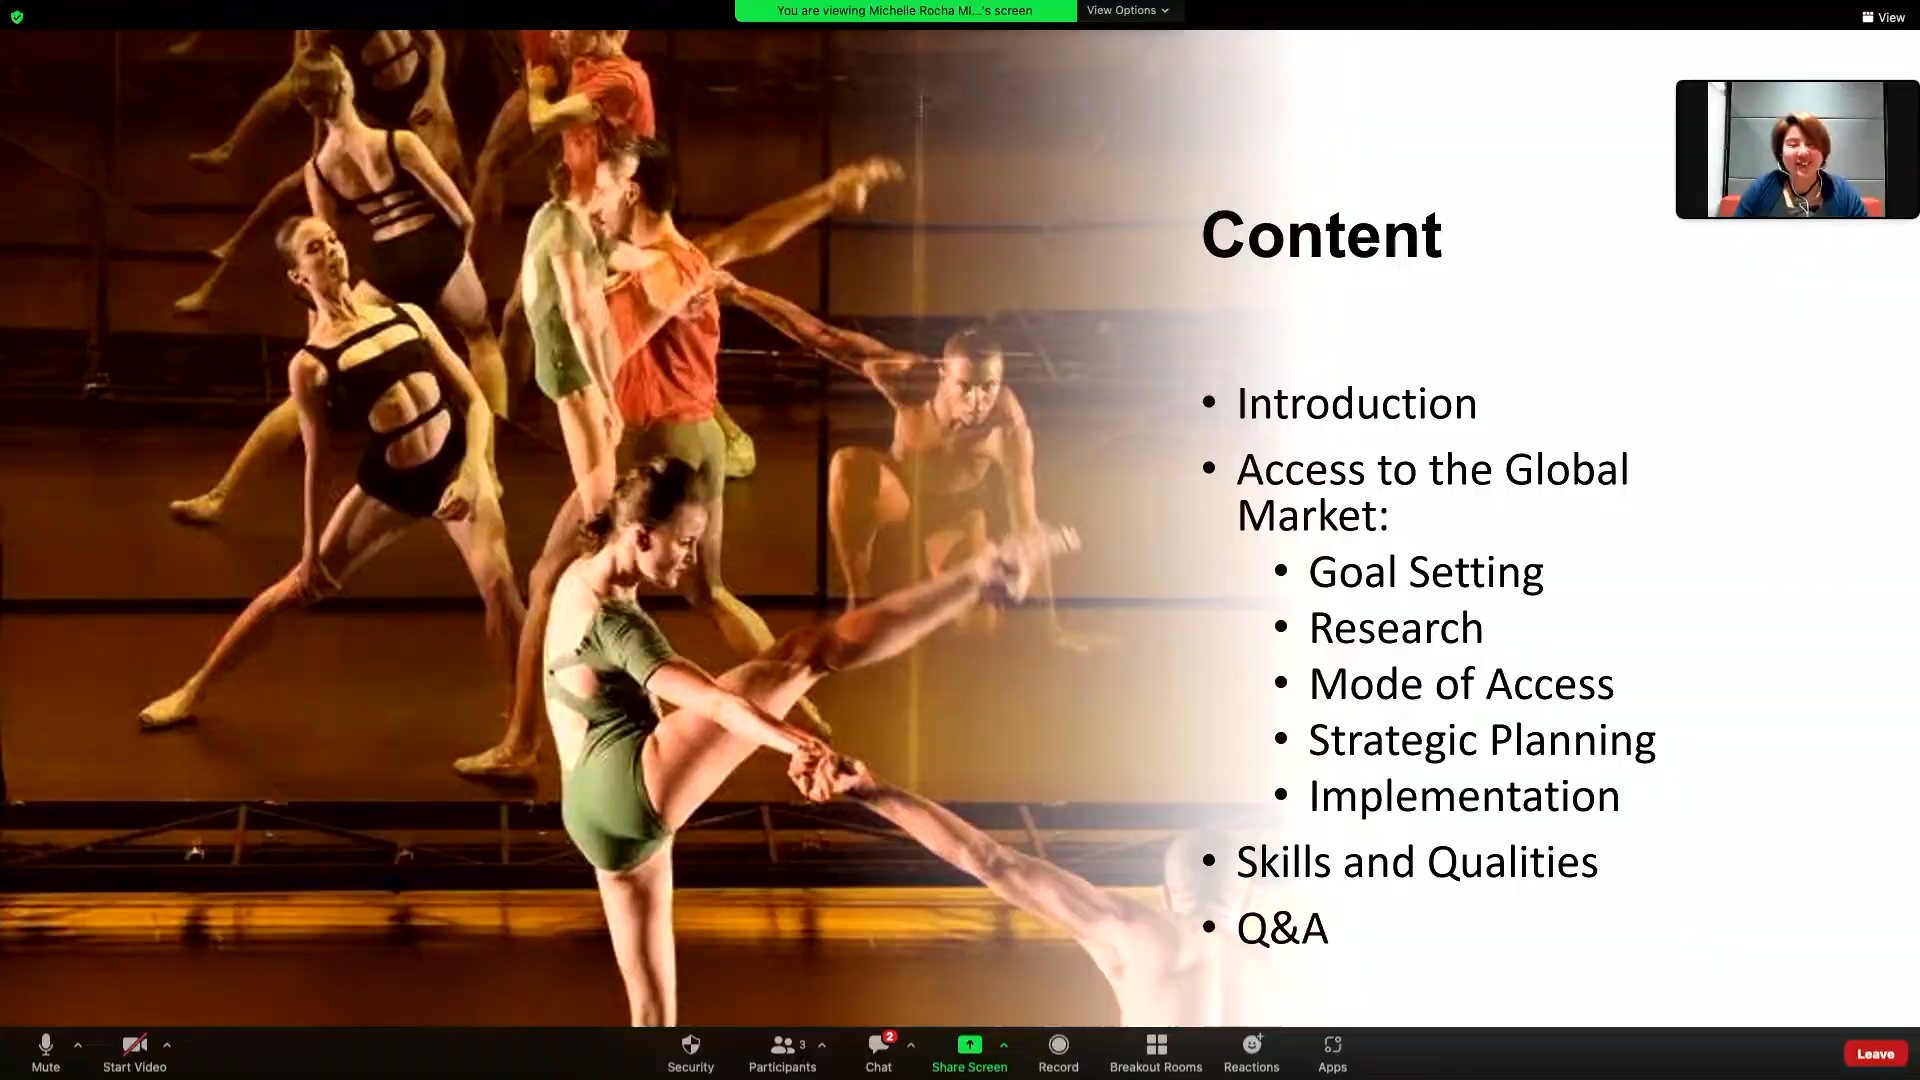 You are viewing Michelle Rocha MI...'s screen
View Options
View
Content
• Introduction
• Access to the Global
Market:
• Goal Setting
• Research
• Mode of Access
• Strategic Planning
• Implementation
• Skills and Qualities
• Q&A
Mute
Start Video
Security
Participants 3
Chat 2
Share Screen
Record
Breakout Rooms
Reactions
Apps
Leave